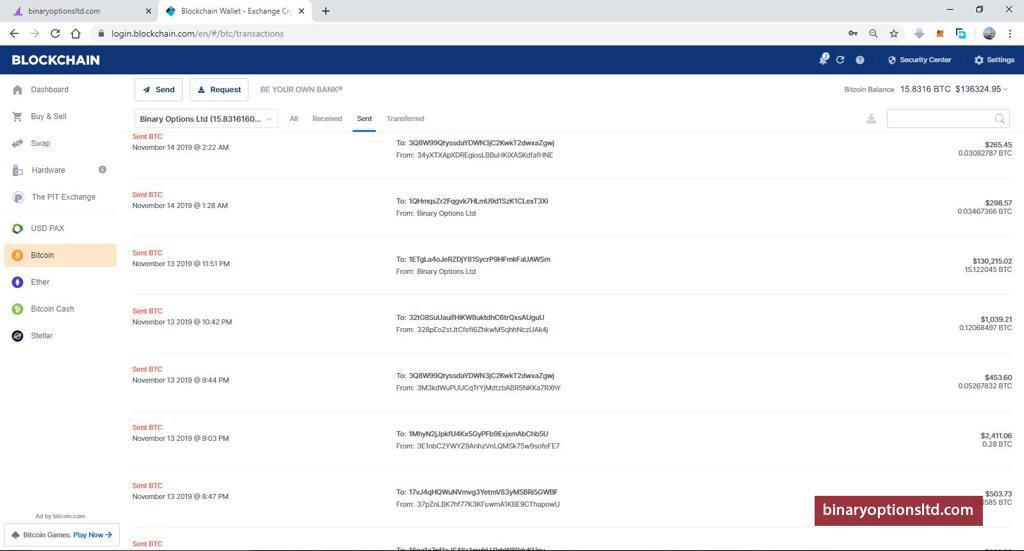 binaryoptionsltd.com
Blockchain Wallet - Exchange Cr
login.blockchain.com/en/#/btc/transactions
BLOCKCHAIN
Security Center
Settings
Dashboard
Buy & Sell
Swap
Hardware
The PIT Exchange
USD PAX
Bitcoin
Ether
Bitcoin Cash
Stellar
Ad by bitcoin.com
Bitcoin Games. Play Now
Send
Request
BE YOUR OWN BANK®
Bitcoin Balance 15.8316 BTC $136324.95
Binary Options Ltd (15.8316160...
All
Received
Sent
Transferred
Sent BTC
November 14 2019 @ 2:22 AM
To: 3Q8W99QtyssdaYDWN3jC2KwkT2dwxaZgwj
From: 34yXTXApXDREgiosLBBuHKiXASKdfafHNE
$265.45
0.03082787 BTC
Sent BTC
November 14 2019 @ 1:28 AM
To: 1QHmqsZr2Fqgvk7HLmU9d1SzK1CLexT3Xi
From: Binary Options Ltd
$298.57
0.03467366 BTC
Sent BTC
November 13 2019 @ 11:51 PM
To: 1ETgLa4oJeRZDjY81SycrP9HFmkFaUAWSm
From: Binary Options Ltd
$130,215.02
15.122045 BTC
Sent BTC
November 13 2019 @ 10:42 PM
To: 32tG8SuUauifHiKW8uktdhC6trQxsAUguU
From: 328pEoZstJtCfefi6ZhkwMSqhhNczUAk4j
$1,039.21
0.12068497 BTC
Sent BTC
November 13 2019 @ 9:44 PM
To: 3Q8W99QtyssdaYDWN3jC2KwkT2dwxaZgwj
From: 3M3kdWuPUUCqTrYjMdtzbABR5NKKa7RXhY
$453.60
0.05267832 BTC
Sent BTC
November 13 2019 @ 9:03 PM
To: 1MhyN2jJpkfU4Kx5GyPFb9ExjxmAbChb5U
From: 3E1nbC2YWYZ9AnhzVnLQMSk75w9sofeFE7
$2,411.06
0.28 BTC
Sent BTC
November 13 2019 @ 8:47 PM
To: 17vJ4qHQWuNVmvg3YetmV83yM5BRi5GWBF
From: 37pZnLBK7hf77K3KFuwmA1KBE9CThapowU
$503.73
binaryoptionsltd.com
Sent BTC